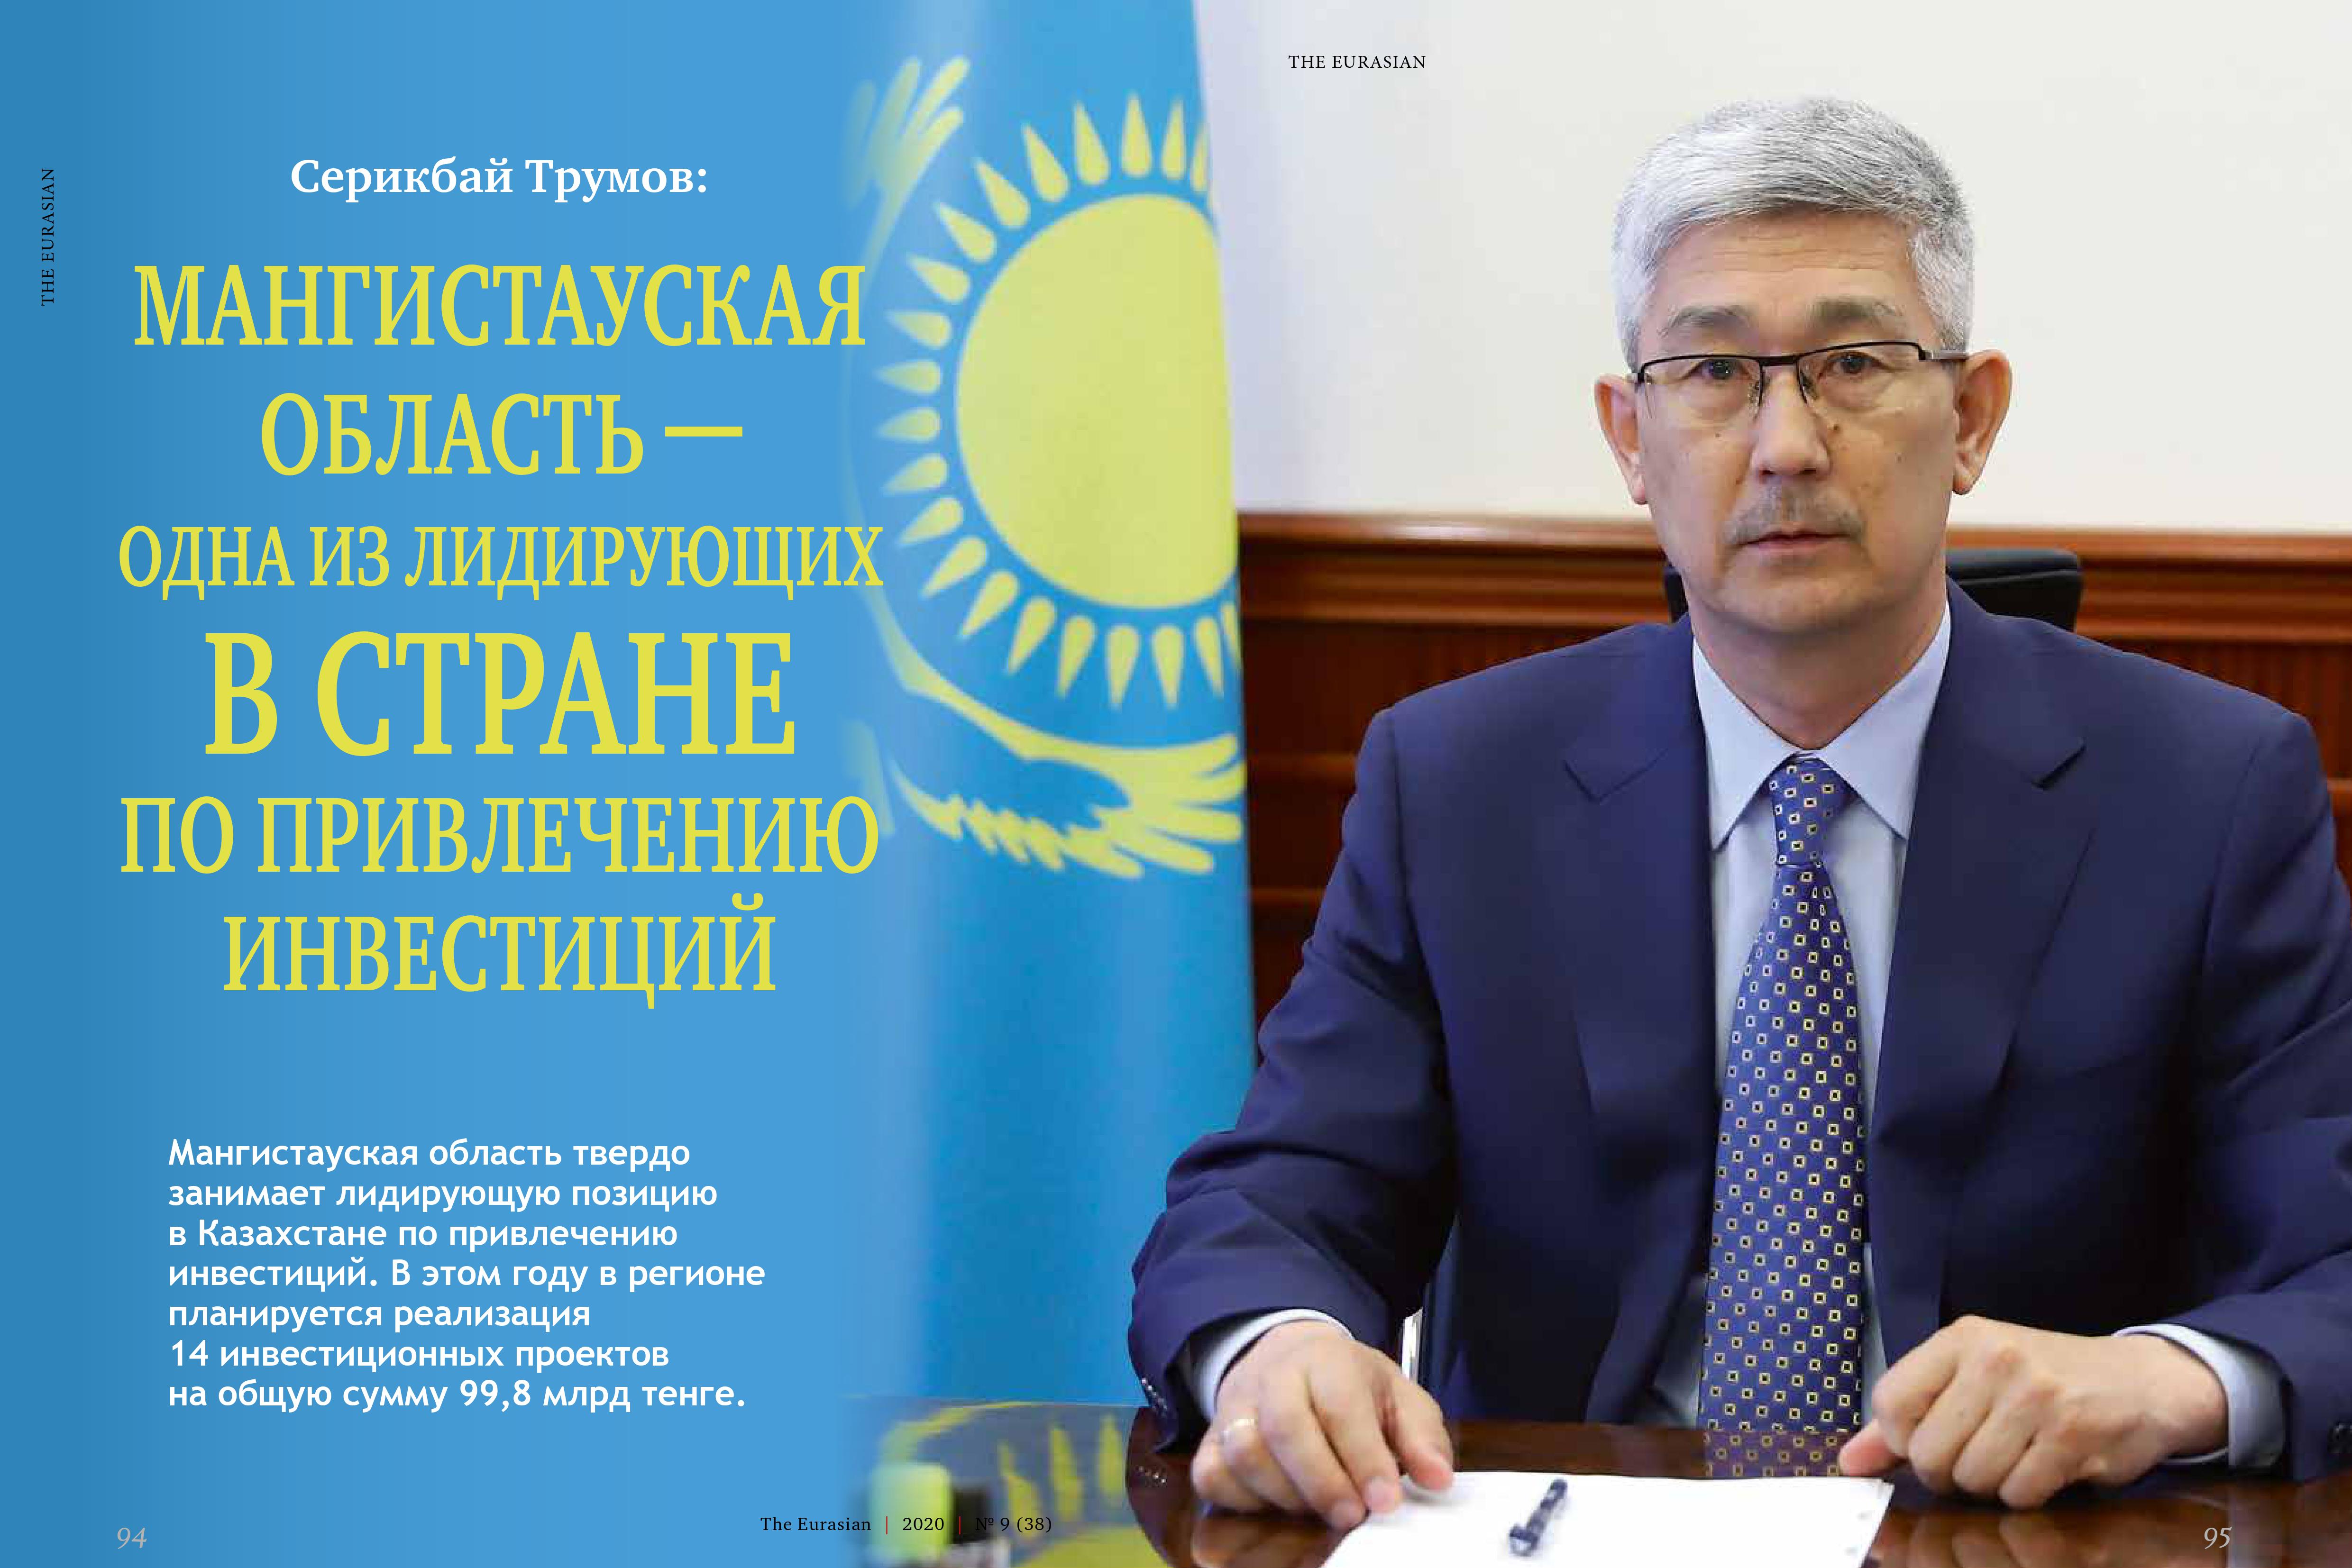 THE EURASIAN
THE EURASIAN
Серикбай Трумов:
МАНГИСТАУСКАЯ
ОБЛАСТЬ —
ОДНА ИЗ ЛИДИРУЮЩИХ
В СТРАНЕ
ПО ПРИВЛЕЧЕНИЮ
ИНВЕСТИЦИЙ
Мангистауская область твердо
занимает лидирующую позицию
в Казахстане по привлечению
инвестиций. В этом году в регионе
планируется реализация
14 инвестиционных проектов
на общую сумму 99,8 млрд тенге.
94
The Eurasian | 2020 | № 9 (38)
95